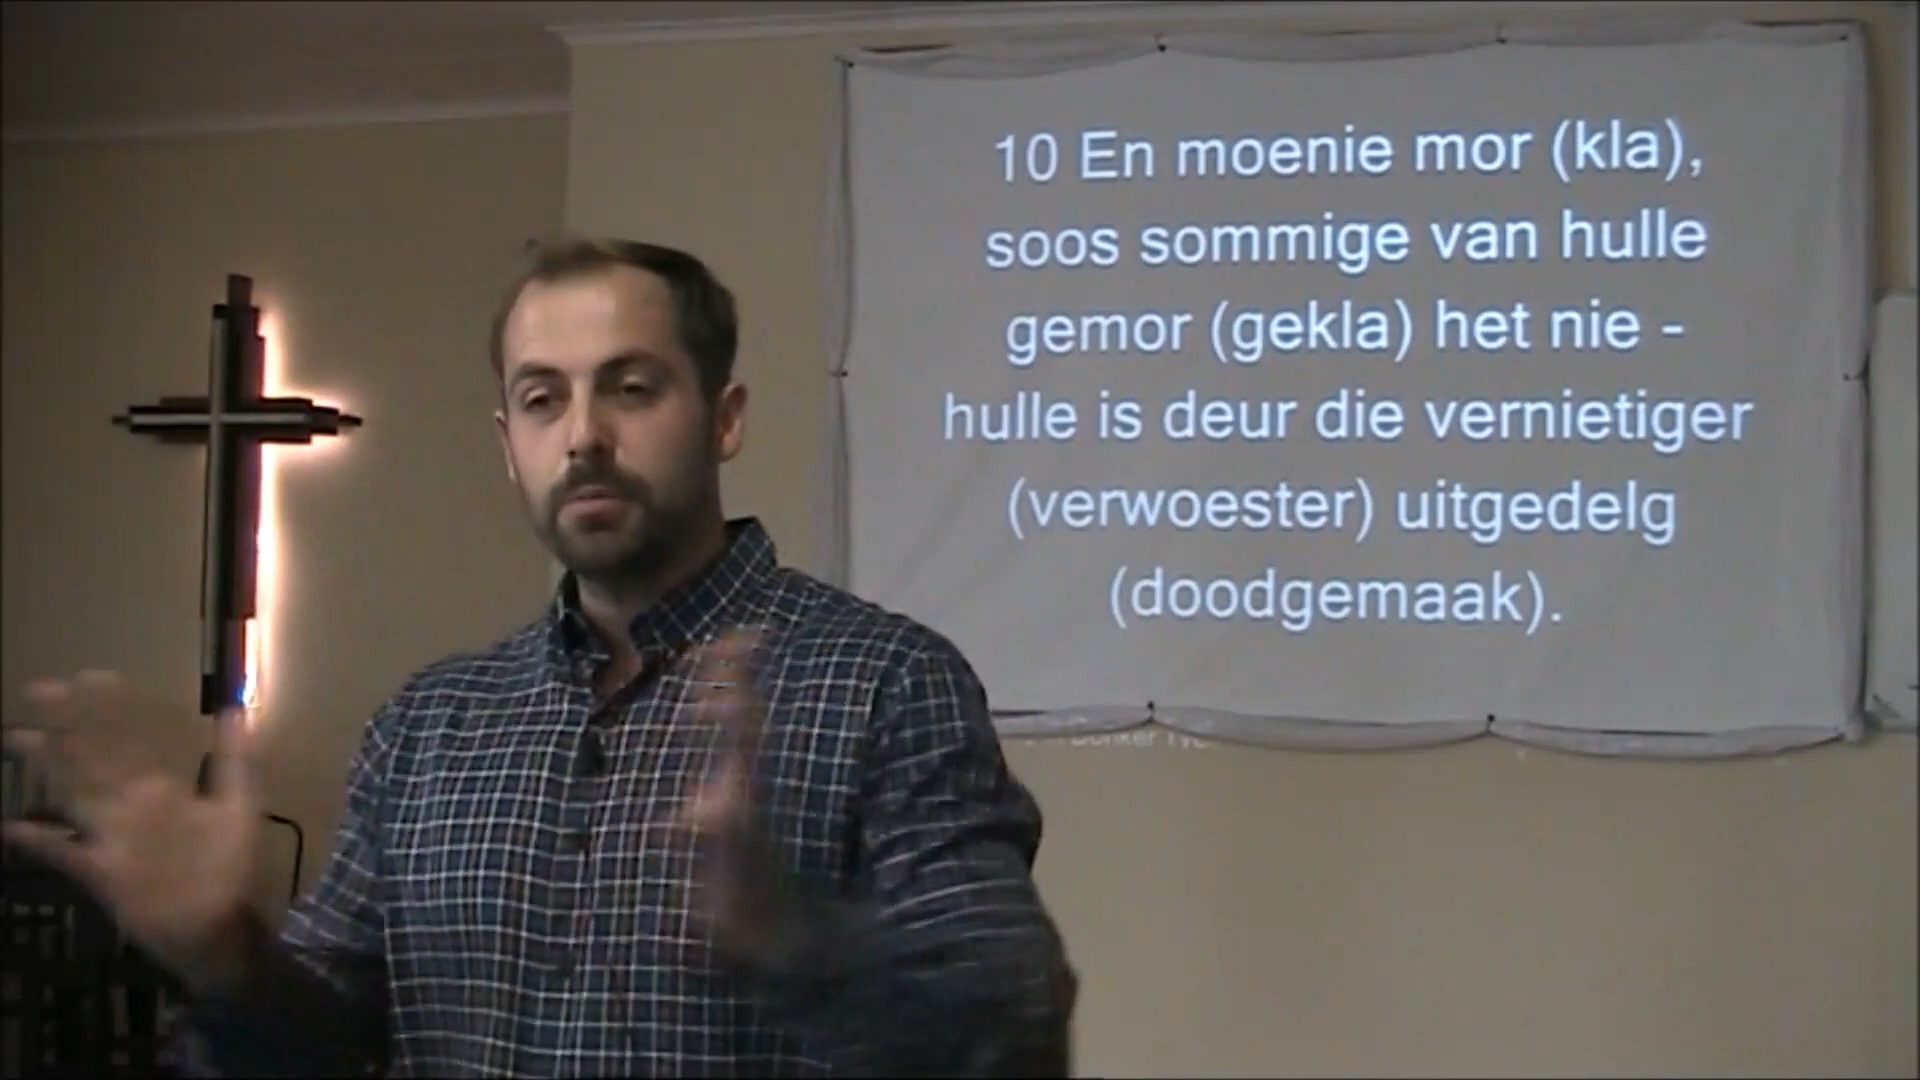 10 En moenie mor (kla),
soos sommige van hulle
gemor (gekla) het nie -
hulle is deur die vernietiger
(verwoester) uitgedelg
(doodgemaak).